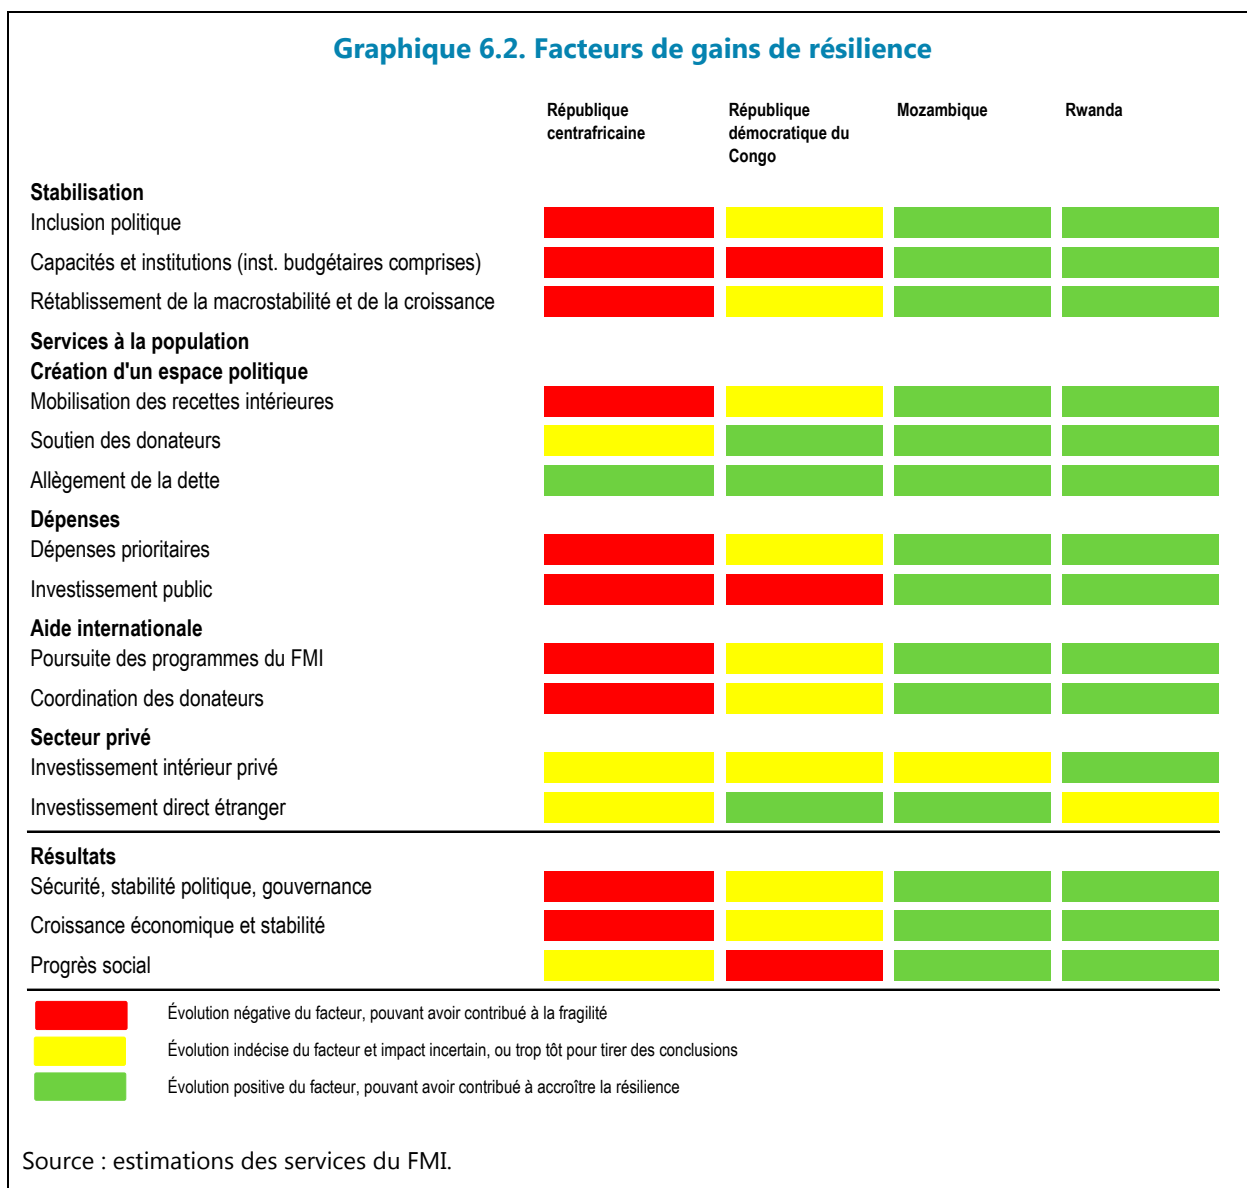 Graphique 6.2. Facteurs de gains de résilience
République centrafricaine
République démocratique du Congo
Mozambique
Rwanda
Stabilisation
Inclusion politique
Capacités et institutions (inst. budgétaires comprises)
Rétablissement de la macrostabilité et de la croissance
Services à la population
Création d'un espace politique
Mobilisation des recettes intérieures
Soutien des donateurs
Allègement de la dette
Dépenses
Dépenses prioritaires
Investissement public
Aide internationale
Poursuite des programmes du FMI
Coordination des donateurs
Secteur privé
Investissement intérieur privé
Investissement direct étranger
Résultats
Sécurité, stabilité politique, gouvernance
Croissance économique et stabilité
Progrès social
Évolution négative du facteur, pouvant avoir contribué à la fragilité
Évolution indécise du facteur et impact incertain, ou trop tôt pour tirer des conclusions
Évolution positive du facteur, pouvant avoir contribué à accroître la résilience
Source : estimations des services du FMI.